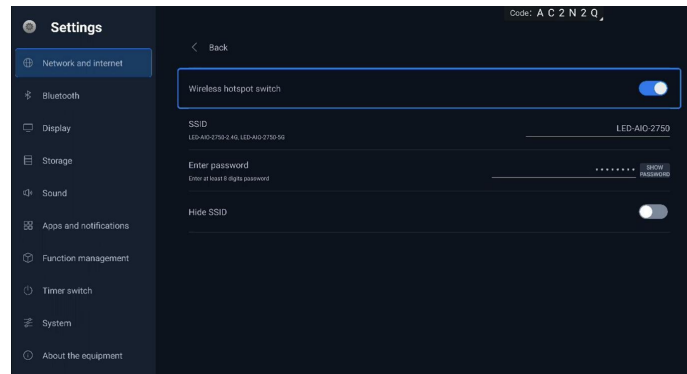 Code: A C 2 N 2 Q
Settings
Back
Network and internet
Wireless hotspot switch
Bluetooth
Display
SSID
LED-AIO-2750
LED-AIO-2750-2.4G, LED-AIO-2750-5G
Storage
Enter password
SHOW
PASSWORD
Enter at least 8 digits password
Sound
Hide SSID
Apps and notifications
Function management
Timer switch
System
About the equipment